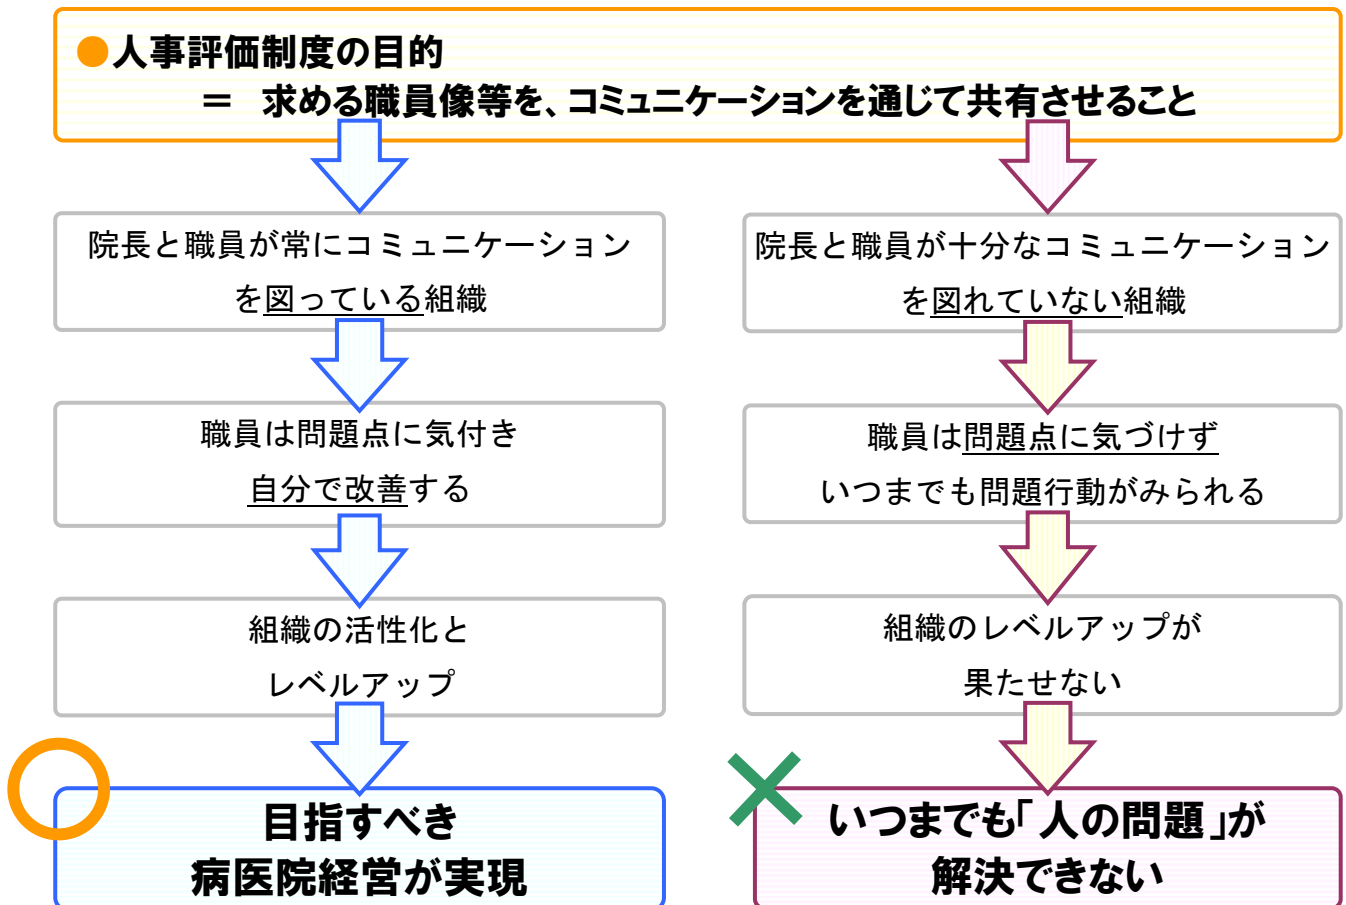 ●人事評価制度の目的
＝ 求める職員像等を、コミュニケーションを通じて共有させること
院長と職員が常にコミュニケーション
を図っている組織
職員は問題点に気付き
自分で改善する
組織の活性化と
レベルアップ
目指すべき
病医院経営が実現
院長と職員が十分なコミュニケーション
を図れていない組織
職員は問題点に気づけず
いつまでも問題行動がみられる
組織のレベルアップが
果たせない
いつまでも「人の問題」が
解決できない